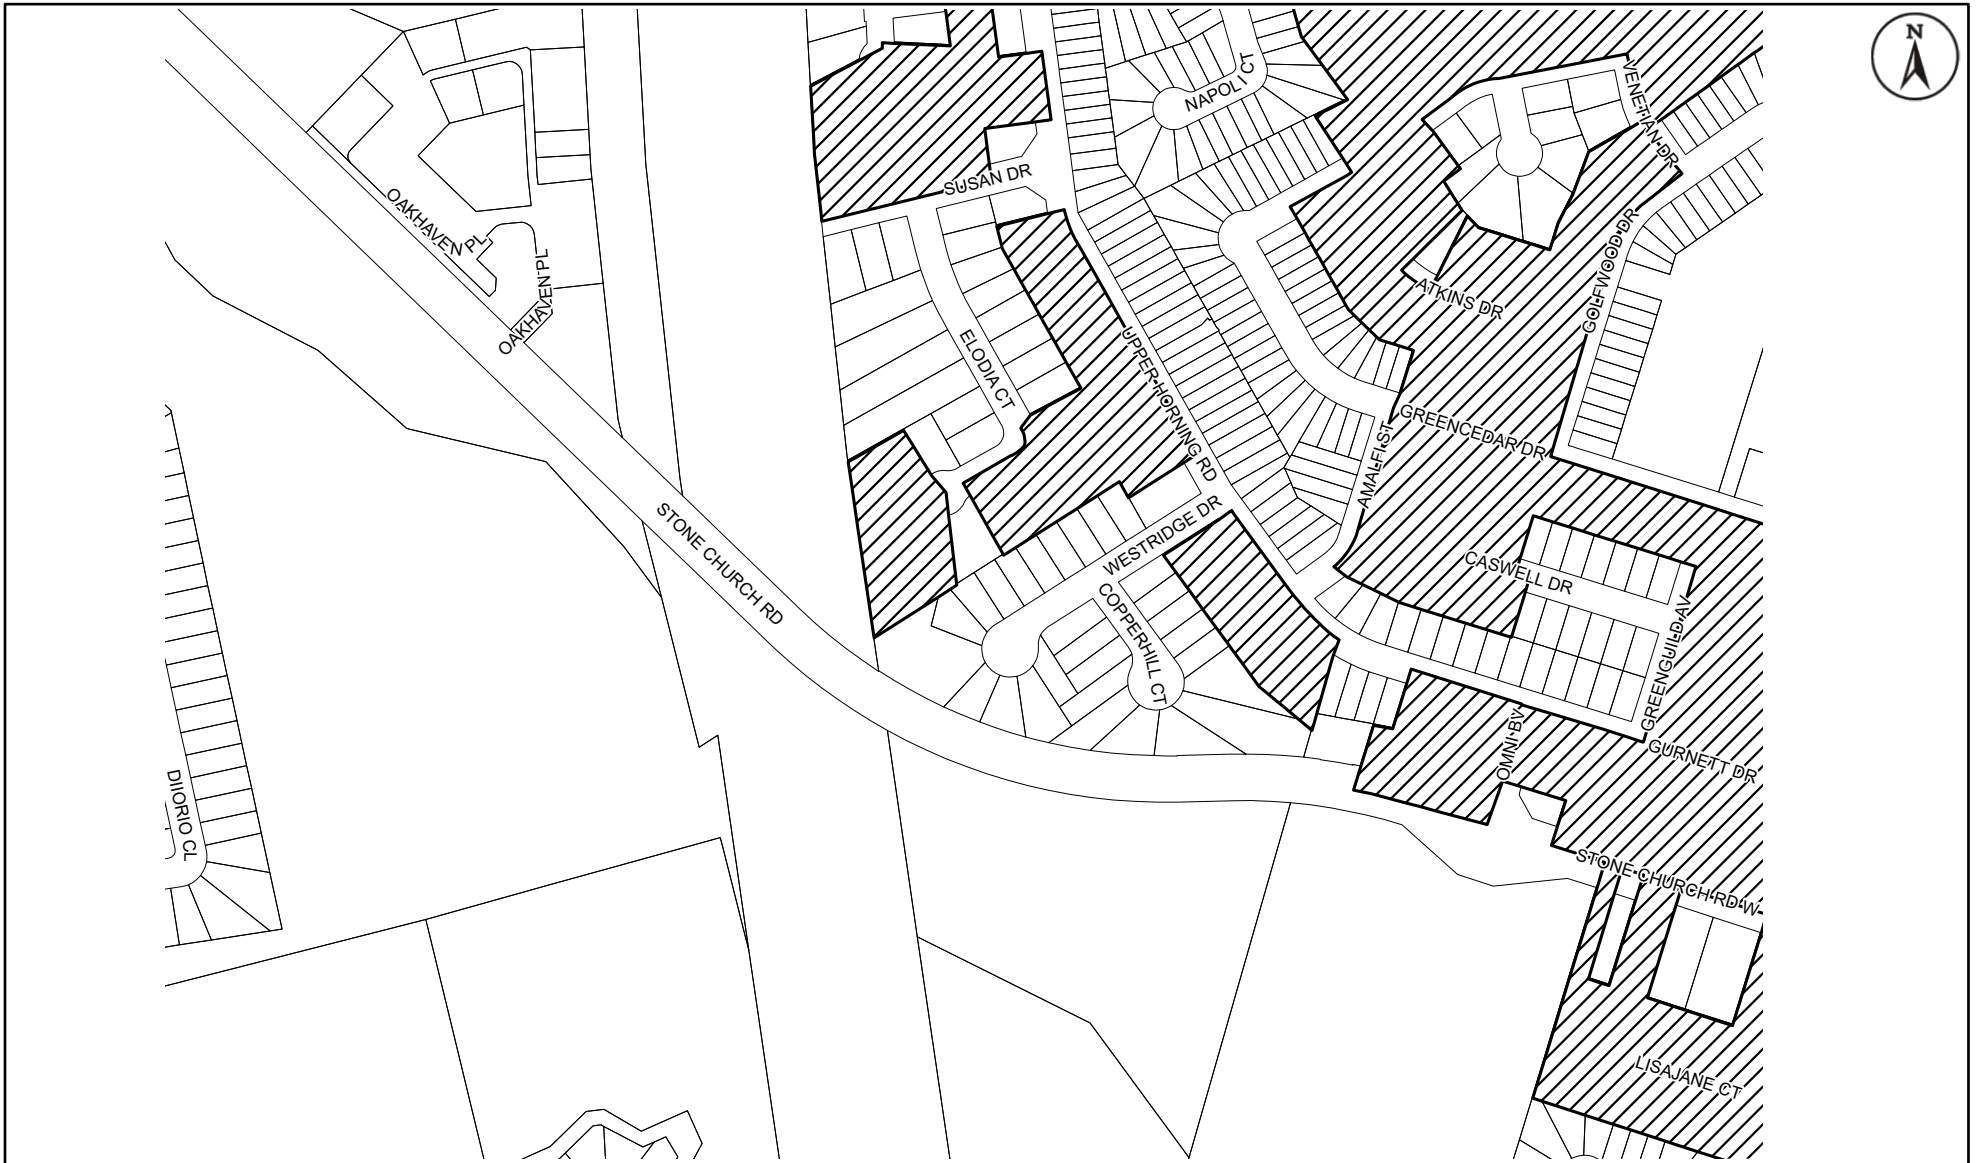 N
NAPOLI CT
VENETIAN DR
SUSAN DR
OAKHAVEN PL
OAKHAVEN PL
GOLFWOOD DR
ATKINS DR
ELODIA CT
UPPER HORNING RD
GREENCEDAR DR
AMALFI ST
STONE CHURCH RD
WESTRIDGE DR
CASWELL DR
COPPERHILL CT
GREENGUILD AV
OMNI BV
GURNETT DR
DIIORIO CL
STONE CHURCH RD W
LISAJANE CT